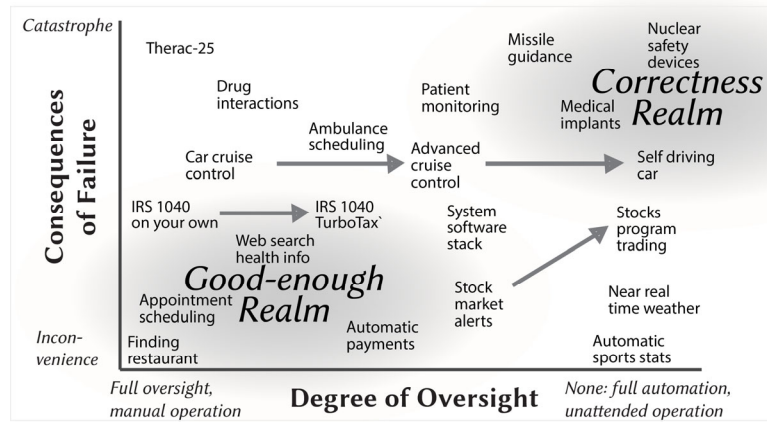 Catastrophe
Therac-25
Missile
guidance
Nuclear
safety
devices
Correctness
Realm
Drug
interactions
Patient
monitoring
Medical
implants
Ambulance
scheduling
Car cruise
control
Advanced
cruise
control
Self driving
car
Consequences
of Failure
IRS 1040
on your own
IRS 1040
TurboTax`
System
software
stack
Stocks
program
trading
Web search
health info
Good-enough
Realm
Appointment
scheduling
Stock
market
alerts
Near real
time weather
Automatic
payments
Incon-
venience
Finding
restaurant
Automatic
sports stats
Full oversight,
manual operation
Degree of Oversight
None: full automation,
unattended operation